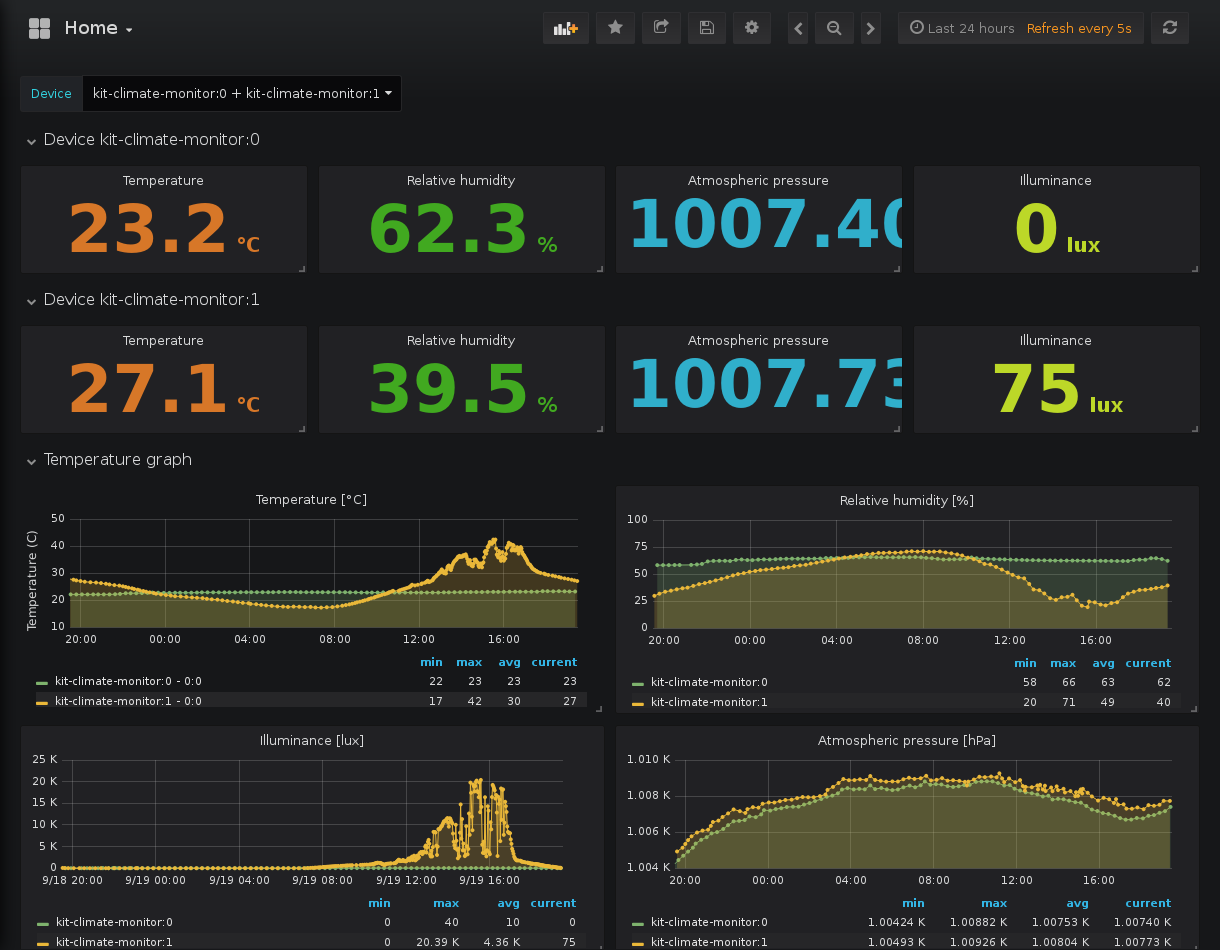 Home
Last 24 hours Refresh every 5s
Device kit-climate-monitor:0 + kit-climate-monitor:1
Device kit-climate-monitor:0
Temperature Relative humidity Atmospheric pressure Illuminance
23.2 °C 62.3 % 1007.40 0 lux
Device kit-climate-monitor:1
Temperature Relative humidity Atmospheric pressure Illuminance
27.1 °C 39.5 % 1007.73 75 lux
Temperature graph
Temperature [°C]
Temperature (C)
50
40
30
20
10
20:00 00:00 04:00 08:00 12:00 16:00
min max avg current
kit-climate-monitor:0 - 0:0 22 23 23 23
kit-climate-monitor:1 - 0:0 17 42 30 27
Relative humidity [%]
100
75
50
25
0
20:00 00:00 04:00 08:00 12:00 16:00
min max avg current
kit-climate-monitor:0 58 66 63 62
kit-climate-monitor:1 20 71 49 40
Illuminance [lux]
25 K
20 K
15 K
10 K
5 K
0
9/18 20:00 9/19 00:00 9/19 04:00 9/19 08:00 9/19 12:00 9/19 16:00
min max avg current
kit-climate-monitor:0 0 40 10 0
kit-climate-monitor:1 0 20.39 K 4.36 K 75
Atmospheric pressure [hPa]
1.010 K
1.008 K
1.006 K
1.004 K
20:00 00:00 04:00 08:00 12:00 16:00
min max avg current
kit-climate-monitor:0 1.00424 K 1.00882 K 1.00753 K 1.00740 K
kit-climate-monitor:1 1.00493 K 1.00926 K 1.00804 K 1.00773 K